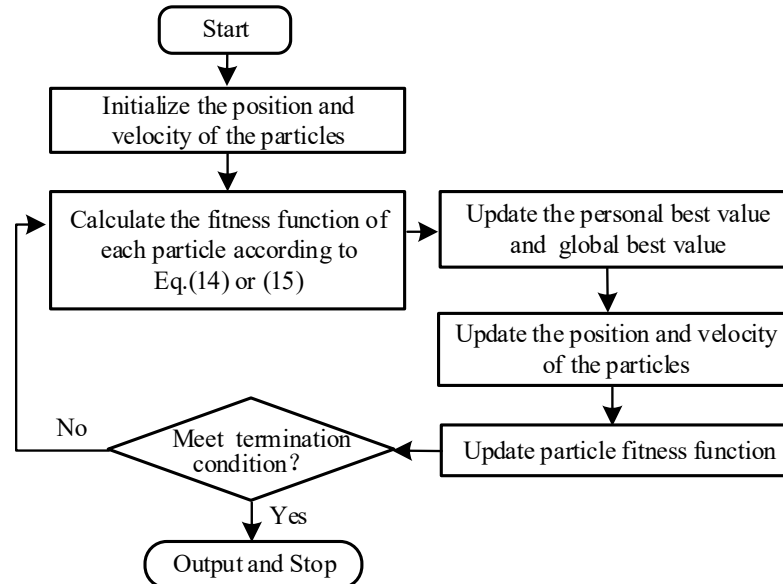 Start
Initialize the position and
velocity of the particles
Calculate the fitness function of
each particle according to
Eq.(14) or (15)
Update the personal best value
and global best value
Update the position and velocity
of the particles
Update particle fitness function
Meet termination
condition?
No
Yes
Output and Stop